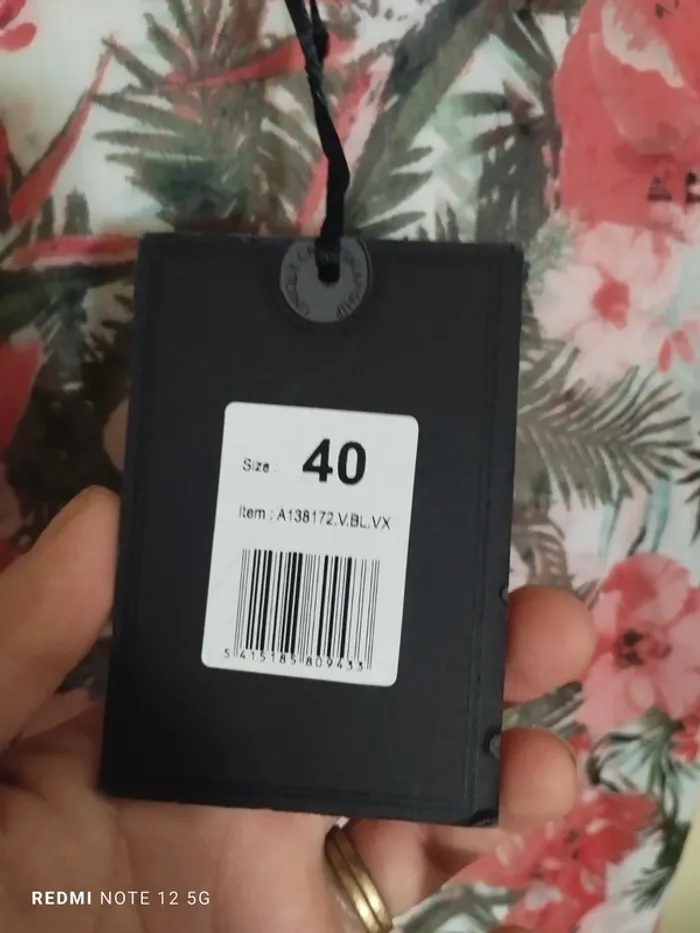 Size :
40
Item : A138172.V.BL.VX
5 415185 809433
REDMI NOTE 12 5G